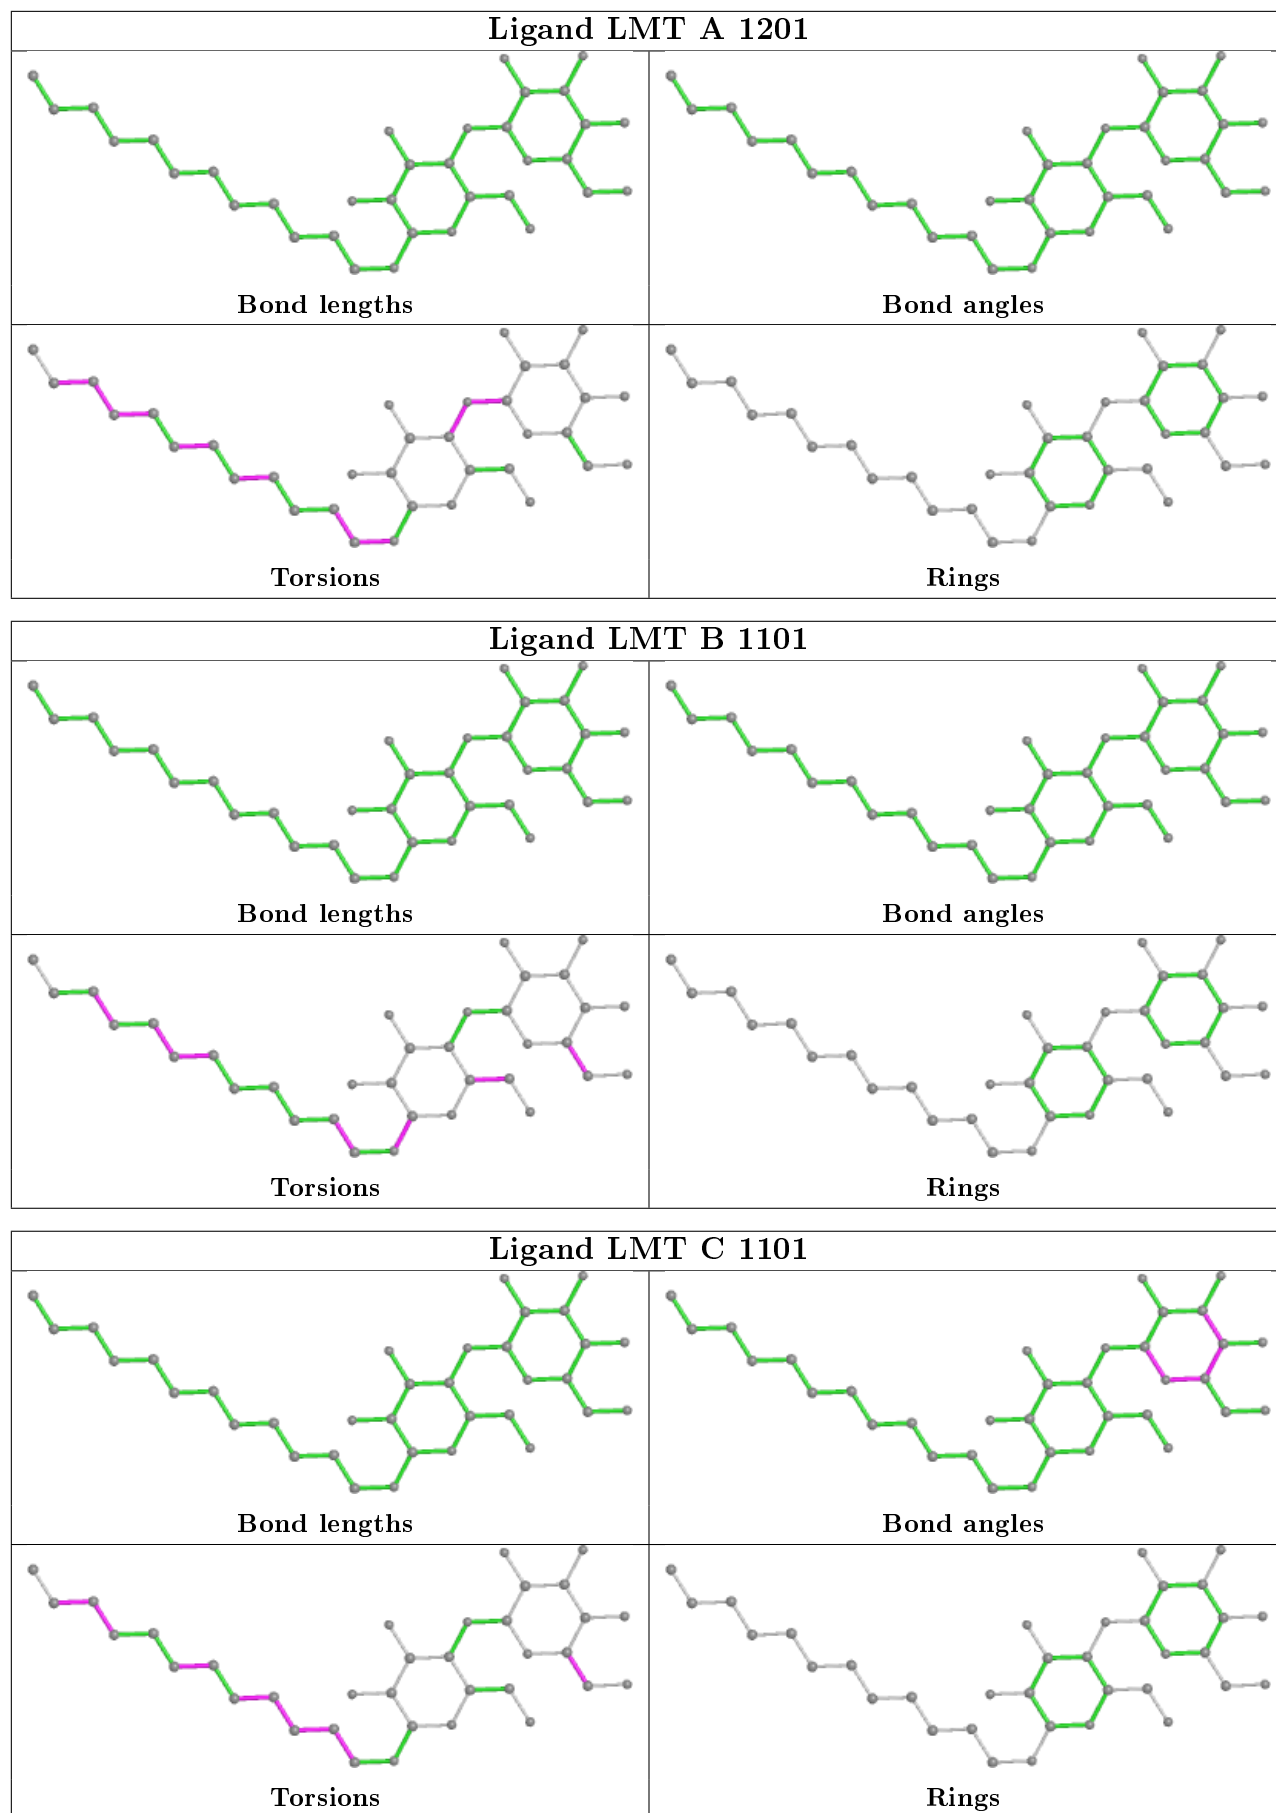 Ligand LMT A 1201
Bond lengths
Bond angles
Torsions
Rings
Ligand LMT B 1101
Bond lengths
Bond angles
Torsions
Rings
Ligand LMT C 1101
Bond lengths
Bond angles
Torsions
Rings